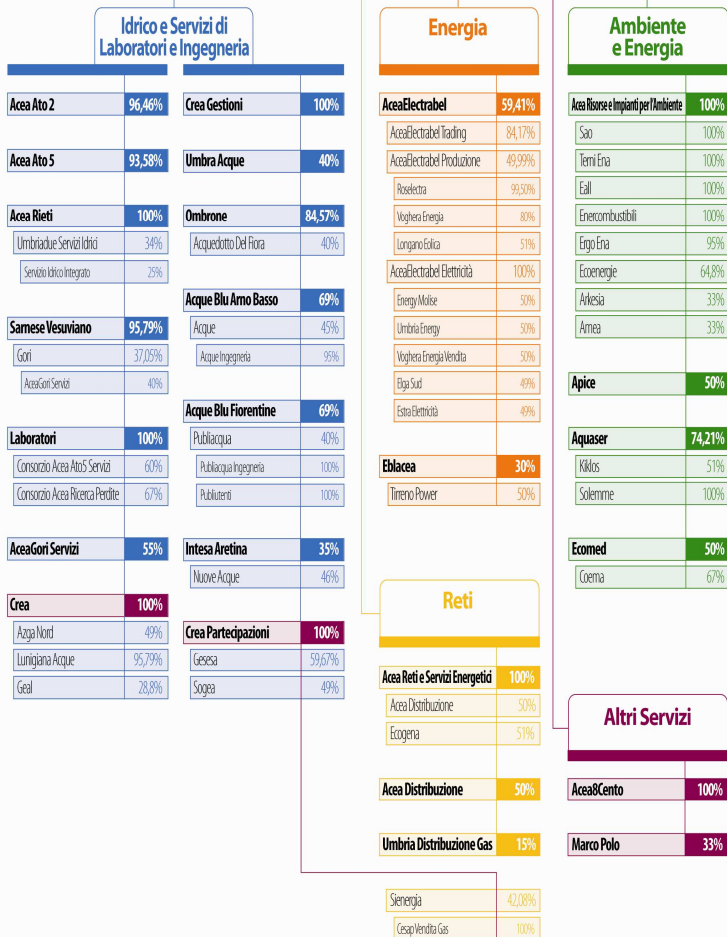 Idrico e Servizi di
Laboratori e Ingegneria
Acea Ato 2 96,46%
Acea Ato 5 93,58%
Acea Rieti 100%
Umbriadue Servizi Idrici 34%
Servizio Idrico Integrato 25%
Sarnese Vesuviano 95,79%
Gori 37,05%
AceaGori Servizi 40%
Laboratori 100%
Consorzio Acea Ato5 Servizi 60%
Consorzio Acea Ricerca Perdite 67%
AceaGori Servizi 55%
Crea 100%
Azga Nord 49%
Lunigiana Acque 95,79%
Geal 28,8%
Crea Gestioni 100%
Umbra Acque 40%
Ombrone 84,57%
Acquedotto Del Fiora 40%
Acque Blu Arno Basso 69%
Acque 45%
Acque Ingegneria 95%
Acque Blu Fiorentine 69%
Publiacqua 40%
Publiacqua Ingegneria 100%
Publiutenti 100%
Intesa Aretina 35%
Nuove Acque 46%
Crea Partecipazioni 100%
Gesesa 59,67%
Sogea 49%
Energia
AceaElectrabel 59,41%
AceaElectrabel Trading 84,17%
AceaElectrabel Produzione 49,99%
Roselectra 99,50%
Voghera Energia 80%
Longano Eolica 51%
AceaElectrabel Elettricità 100%
Energy Molise 50%
Umbria Energy 50%
Voghera Energia Vendita 50%
Elga Sud 49%
Estra Elettricità 49%
Eblacea 30%
Tirreno Power 50%
Reti
Acea Reti e Servizi Energetici 100%
Acea Distribuzione 50%
Ecogena 51%
Acea Distribuzione 50%
Umbria Distribuzione Gas 15%
Sienergia 42,08%
Cesap Vendita Gas 100%
Ambiente
e Energia
Acea Risorse e Impianti per l'Ambiente 100%
Sao 100%
Terni Ena 100%
Eall 100%
Enercombustibili 100%
Ergo Ena 95%
Ecoenergie 64,8%
Arkesia 33%
Amea 33%
Apice 50%
Aquaser 74,21%
Kiklos 51%
Solemme 100%
Ecomed 50%
Coema 67%
Altri Servizi
Acea8Cento 100%
Marco Polo 33%